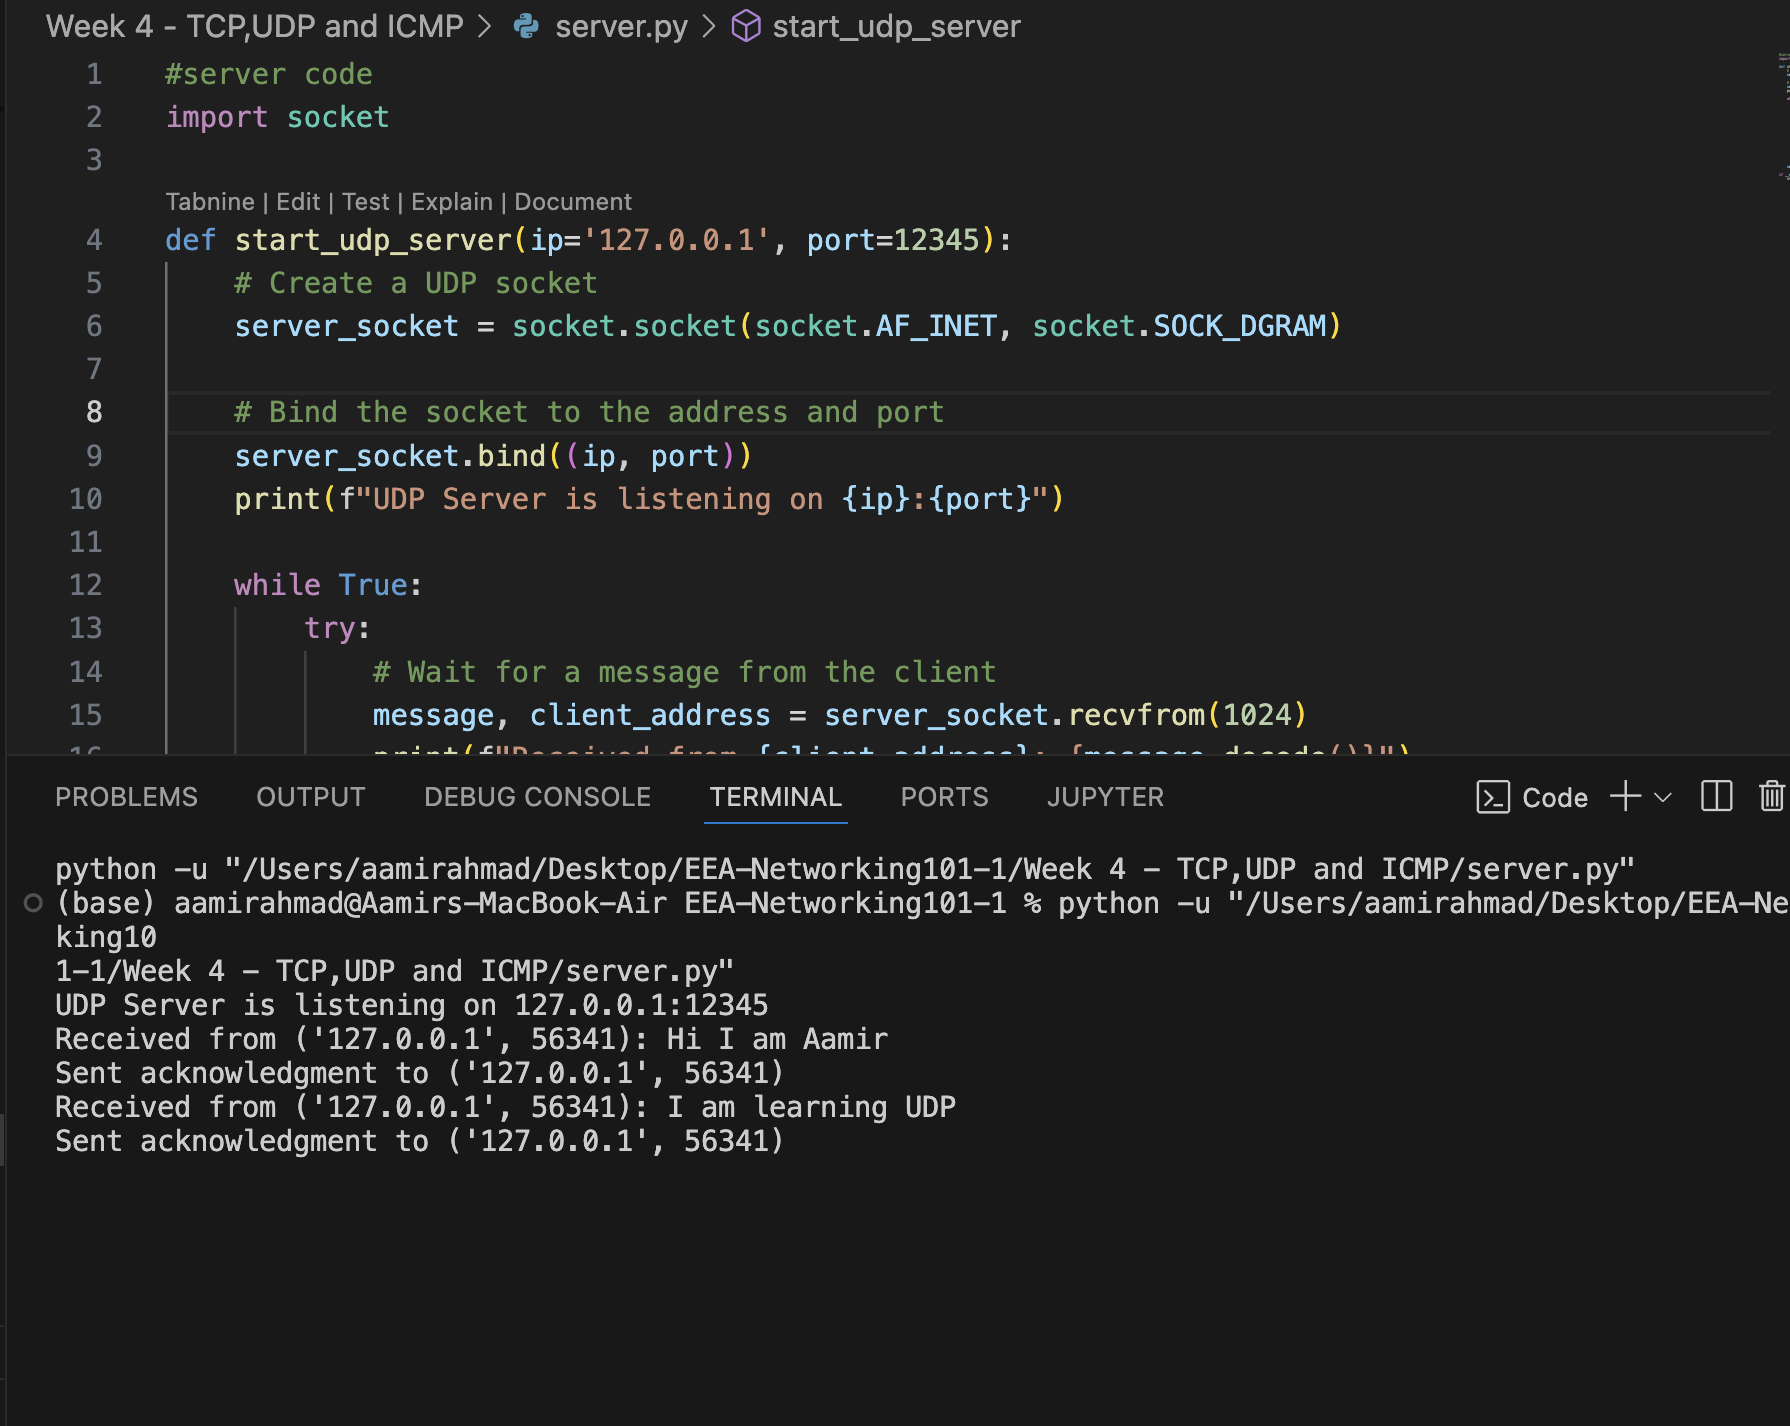 Week 4 - TCP,UDP and ICMP > server.py > start_udp_server
1 #server code
2 import socket
3
Tabnine | Edit | Test | Explain | Document
4 def start_udp_server(ip='127.0.0.1', port=12345):
5     # Create a UDP socket
6     server_socket = socket.socket(socket.AF_INET, socket.SOCK_DGRAM)
7
8     # Bind the socket to the address and port
9     server_socket.bind((ip, port))
10     print(f"UDP Server is listening on {ip}:{port}")
11
12     while True:
13         try:
14             # Wait for a message from the client
15             message, client_address = server_socket.recvfrom(1024)
16             print(f"Received from {client_address}: {message.decode()}")
PROBLEMS OUTPUT DEBUG CONSOLE TERMINAL PORTS JUPYTER Code
python -u "/Users/aamirahmad/Desktop/EEA-Networking101-1/Week 4 - TCP,UDP and ICMP/server.py"
(base) aamirahmad@Aamirs-MacBook-Air EEA-Networking101-1 % python -u "/Users/aamirahmad/Desktop/EEA-Ne
king10
1-1/Week 4 - TCP,UDP and ICMP/server.py"
UDP Server is listening on 127.0.0.1:12345
Received from ('127.0.0.1', 56341): Hi I am Aamir
Sent acknowledgment to ('127.0.0.1', 56341)
Received from ('127.0.0.1', 56341): I am learning UDP
Sent acknowledgment to ('127.0.0.1', 56341)